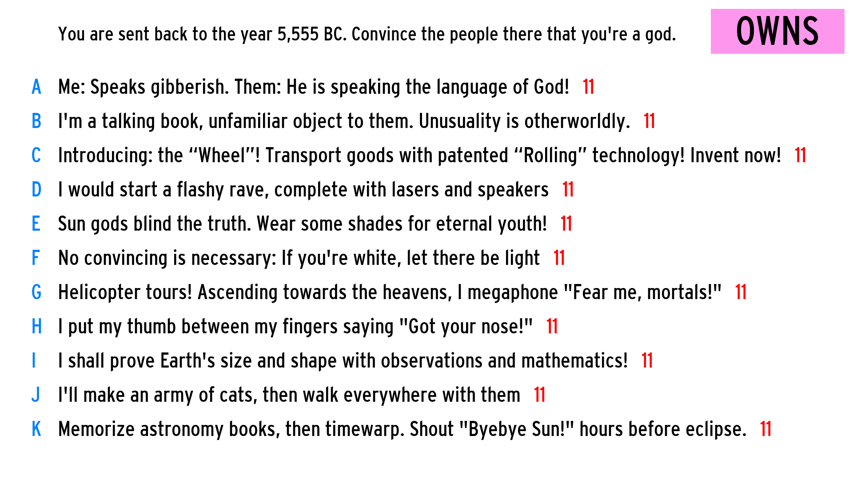 You are sent back to the year 5,555 BC. Convince the people there that you're a god.
OWNS
A Me: Speaks gibberish. Them: He is speaking the language of God! 11
B I'm a talking book, unfamiliar object to them. Unusuality is otherworldly. 11
C Introducing: the “Wheel”! Transport goods with patented “Rolling” technology! Invent now! 11
D I would start a flashy rave, complete with lasers and speakers 11
E Sun gods blind the truth. Wear some shades for eternal youth! 11
F No convincing is necessary: If you're white, let there be light 11
G Helicopter tours! Ascending towards the heavens, I megaphone "Fear me, mortals!" 11
H I put my thumb between my fingers saying "Got your nose!" 11
I I shall prove Earth's size and shape with observations and mathematics! 11
J I'll make an army of cats, then walk everywhere with them 11
K Memorize astronomy books, then timewarp. Shout "Byebye Sun!" hours before eclipse. 11